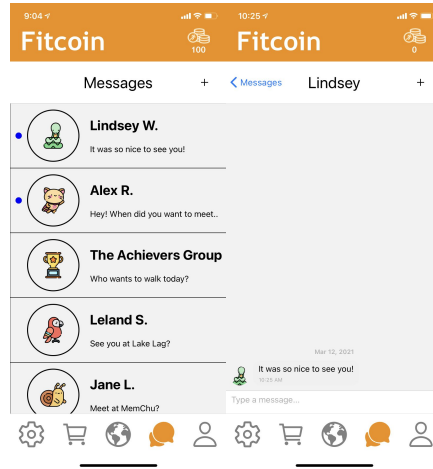 9:04
Fitcoin
100
Messages +
Lindsey W.
It was so nice to see you!
Alex R.
Hey! When did you want to meet..
The Achievers Group
Who wants to walk today?
Leland S.
See you at Lake Lag?
Jane L.
Meet at MemChu?
10:25
Fitcoin
0
Messages Lindsey +
Mar 12, 2021
It was so nice to see you!
10:25 AM
Type a message...